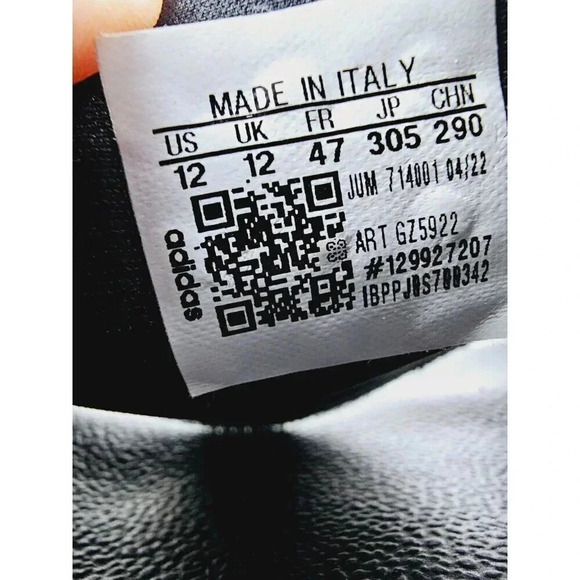 MADE IN ITALY
US UK FR JP CHN
12 12 47 305 290
JUM 714001 04/22
ART GZ5922
#129927207
IBPPJ0S700342
adidas